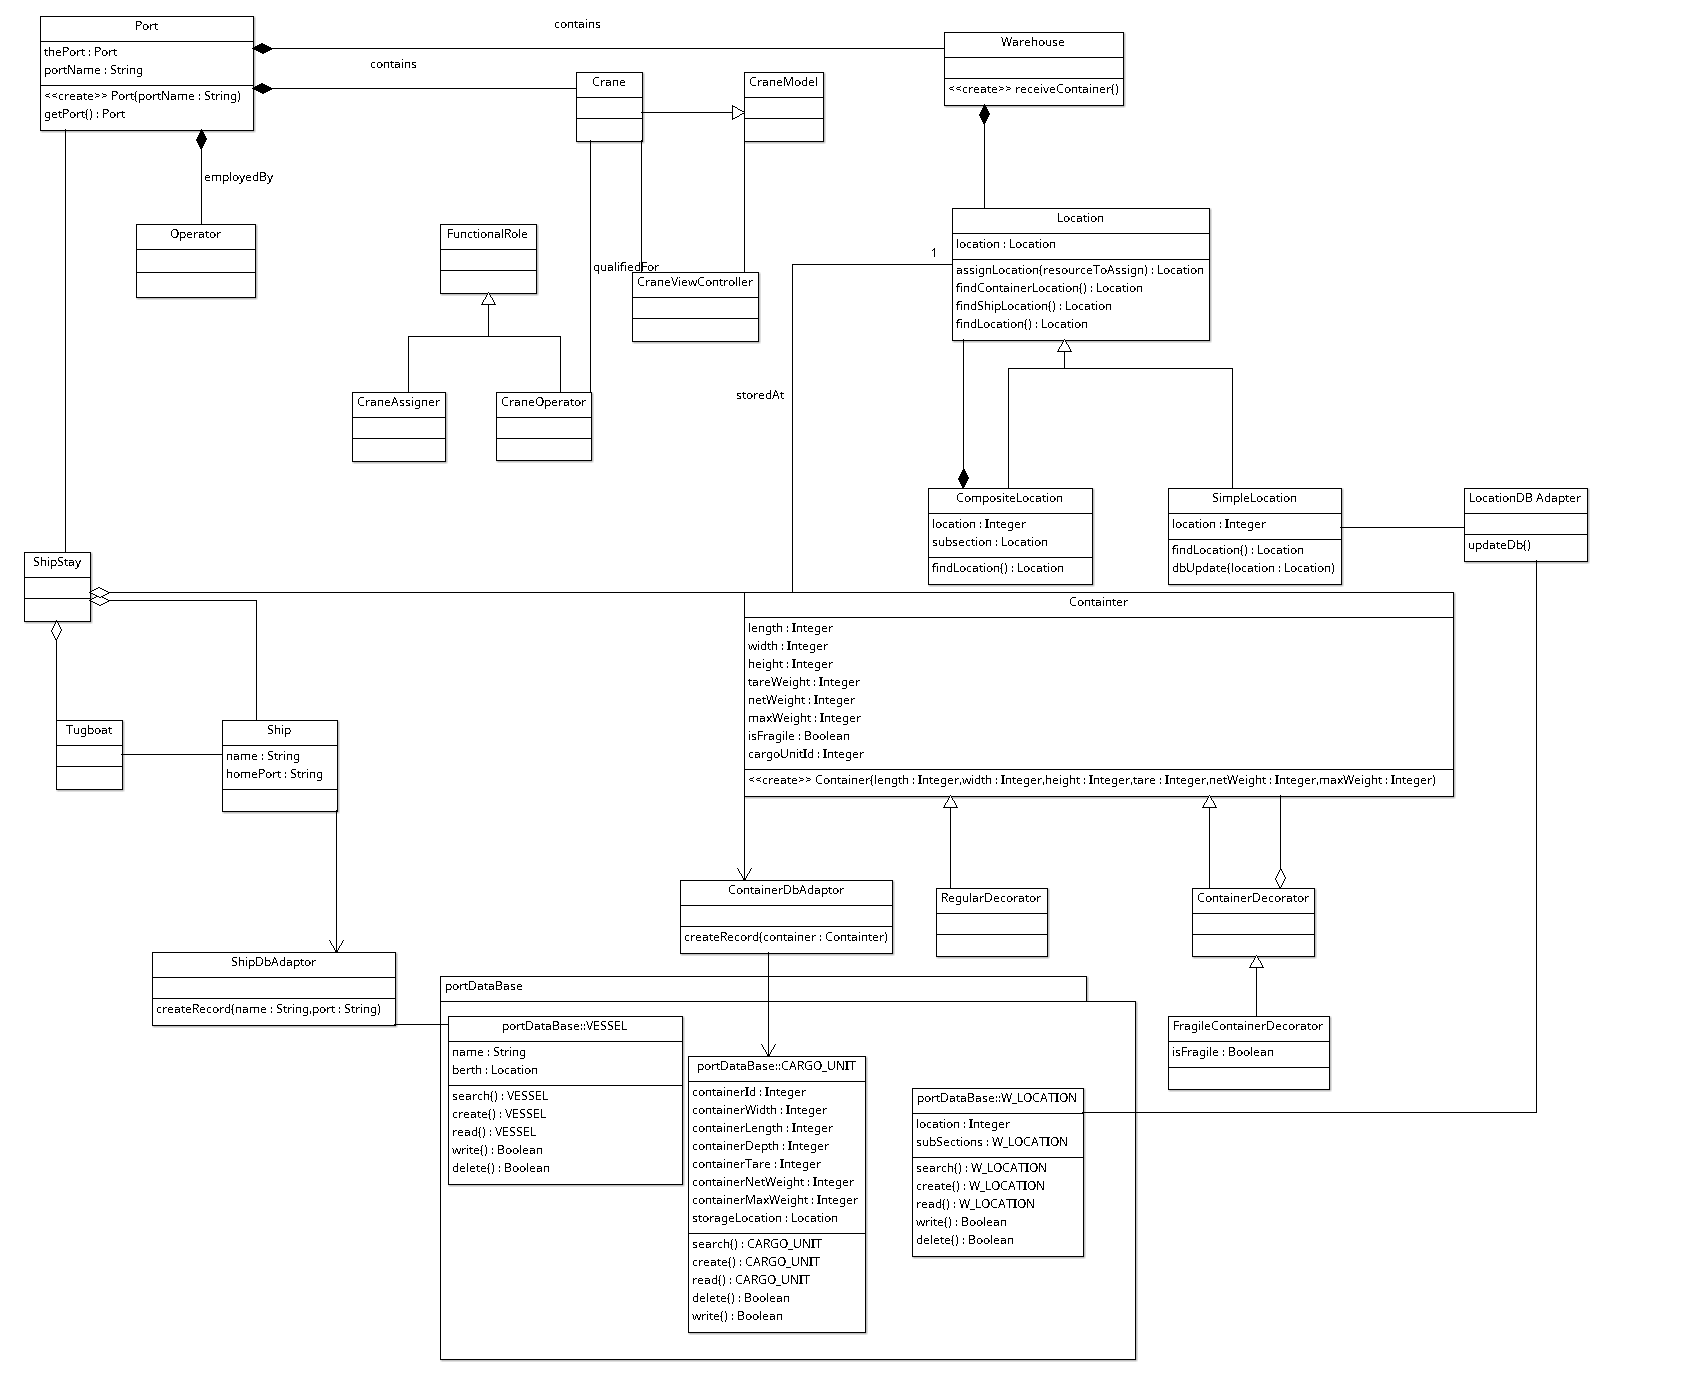 Port
thePort : Port
portName : String
<<create>> Port(portName : String)
getPort() : Port
contains
contains
Crane
CraneModel
Warehouse
<<create>> receiveContainer()
employedBy
Operator
FunctionalRole
qualifiedFor
CraneViewController
CraneAssigner
CraneOperator
Location
location : Location
assignLocation(resourceToAssign) : Location
findContainerLocation() : Location
findShipLocation() : Location
findLocation() : Location
1
storedAt
CompositeLocation
location : Integer
subsection : Location
findLocation() : Location
SimpleLocation
location : Integer
findLocation() : Location
dbUpdate(location : Location)
LocationDB Adapter
updateDb()
ShipStay
Containter
length : Integer
width : Integer
height : Integer
tareWeight : Integer
netWeight : Integer
maxWeight : Integer
isFragile : Boolean
cargoUnitId : Integer
<<create>> Container(length : Integer,width : Integer,height : Integer,tare : Integer,netWeight : Integer,maxWeight : Integer)
Tugboat
Ship
name : String
homePort : String
ContainerDbAdaptor
createRecord(container : Containter)
RegularDecorator
ContainerDecorator
ShipDbAdaptor
createRecord(name : String,port : String)
FragileContainerDecorator
isFragile : Boolean
portDataBase
portDataBase::VESSEL
name : String
berth : Location
search() : VESSEL
create() : VESSEL
read() : VESSEL
write() : Boolean
delete() : Boolean
portDataBase::CARGO_UNIT
containerId : Integer
containerWidth : Integer
containerLength : Integer
containerDepth : Integer
containerTare : Integer
containerNetWeight : Integer
containerMaxWeight : Integer
storageLocation : Location
search() : CARGO_UNIT
create() : CARGO_UNIT
read() : CARGO_UNIT
delete() : Boolean
write() : Boolean
portDataBase::W_LOCATION
location : Integer
subSections : W_LOCATION
search() : W_LOCATION
create() : W_LOCATION
read() : W_LOCATION
write() : Boolean
delete() : Boolean